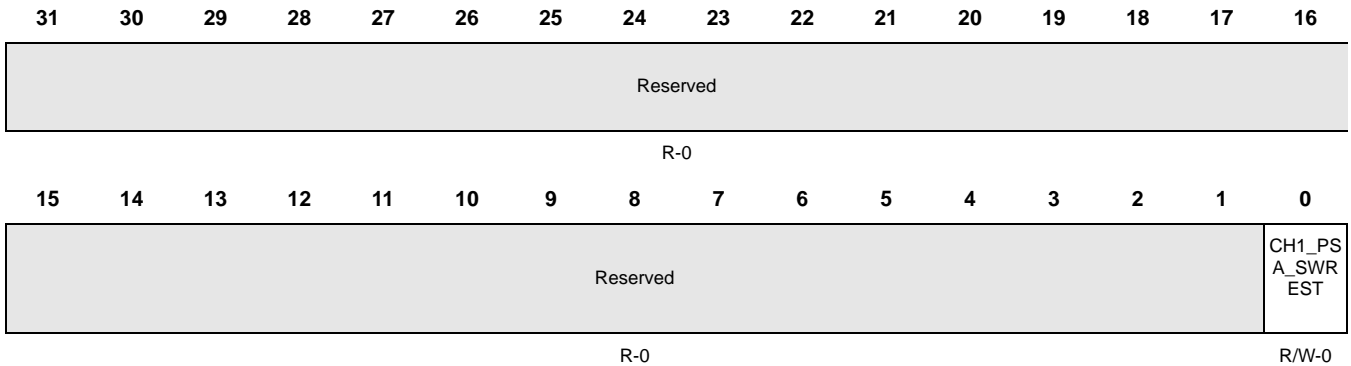 31 30 29 28 27 26 25 24 23 22 21 20 19 18 17 16
Reserved
R-0
15 14 13 12 11 10 9 8 7 6 5 4 3 2 1 0
CH1_PS
A_SWR
EST
Reserved
R-0 R/W-0